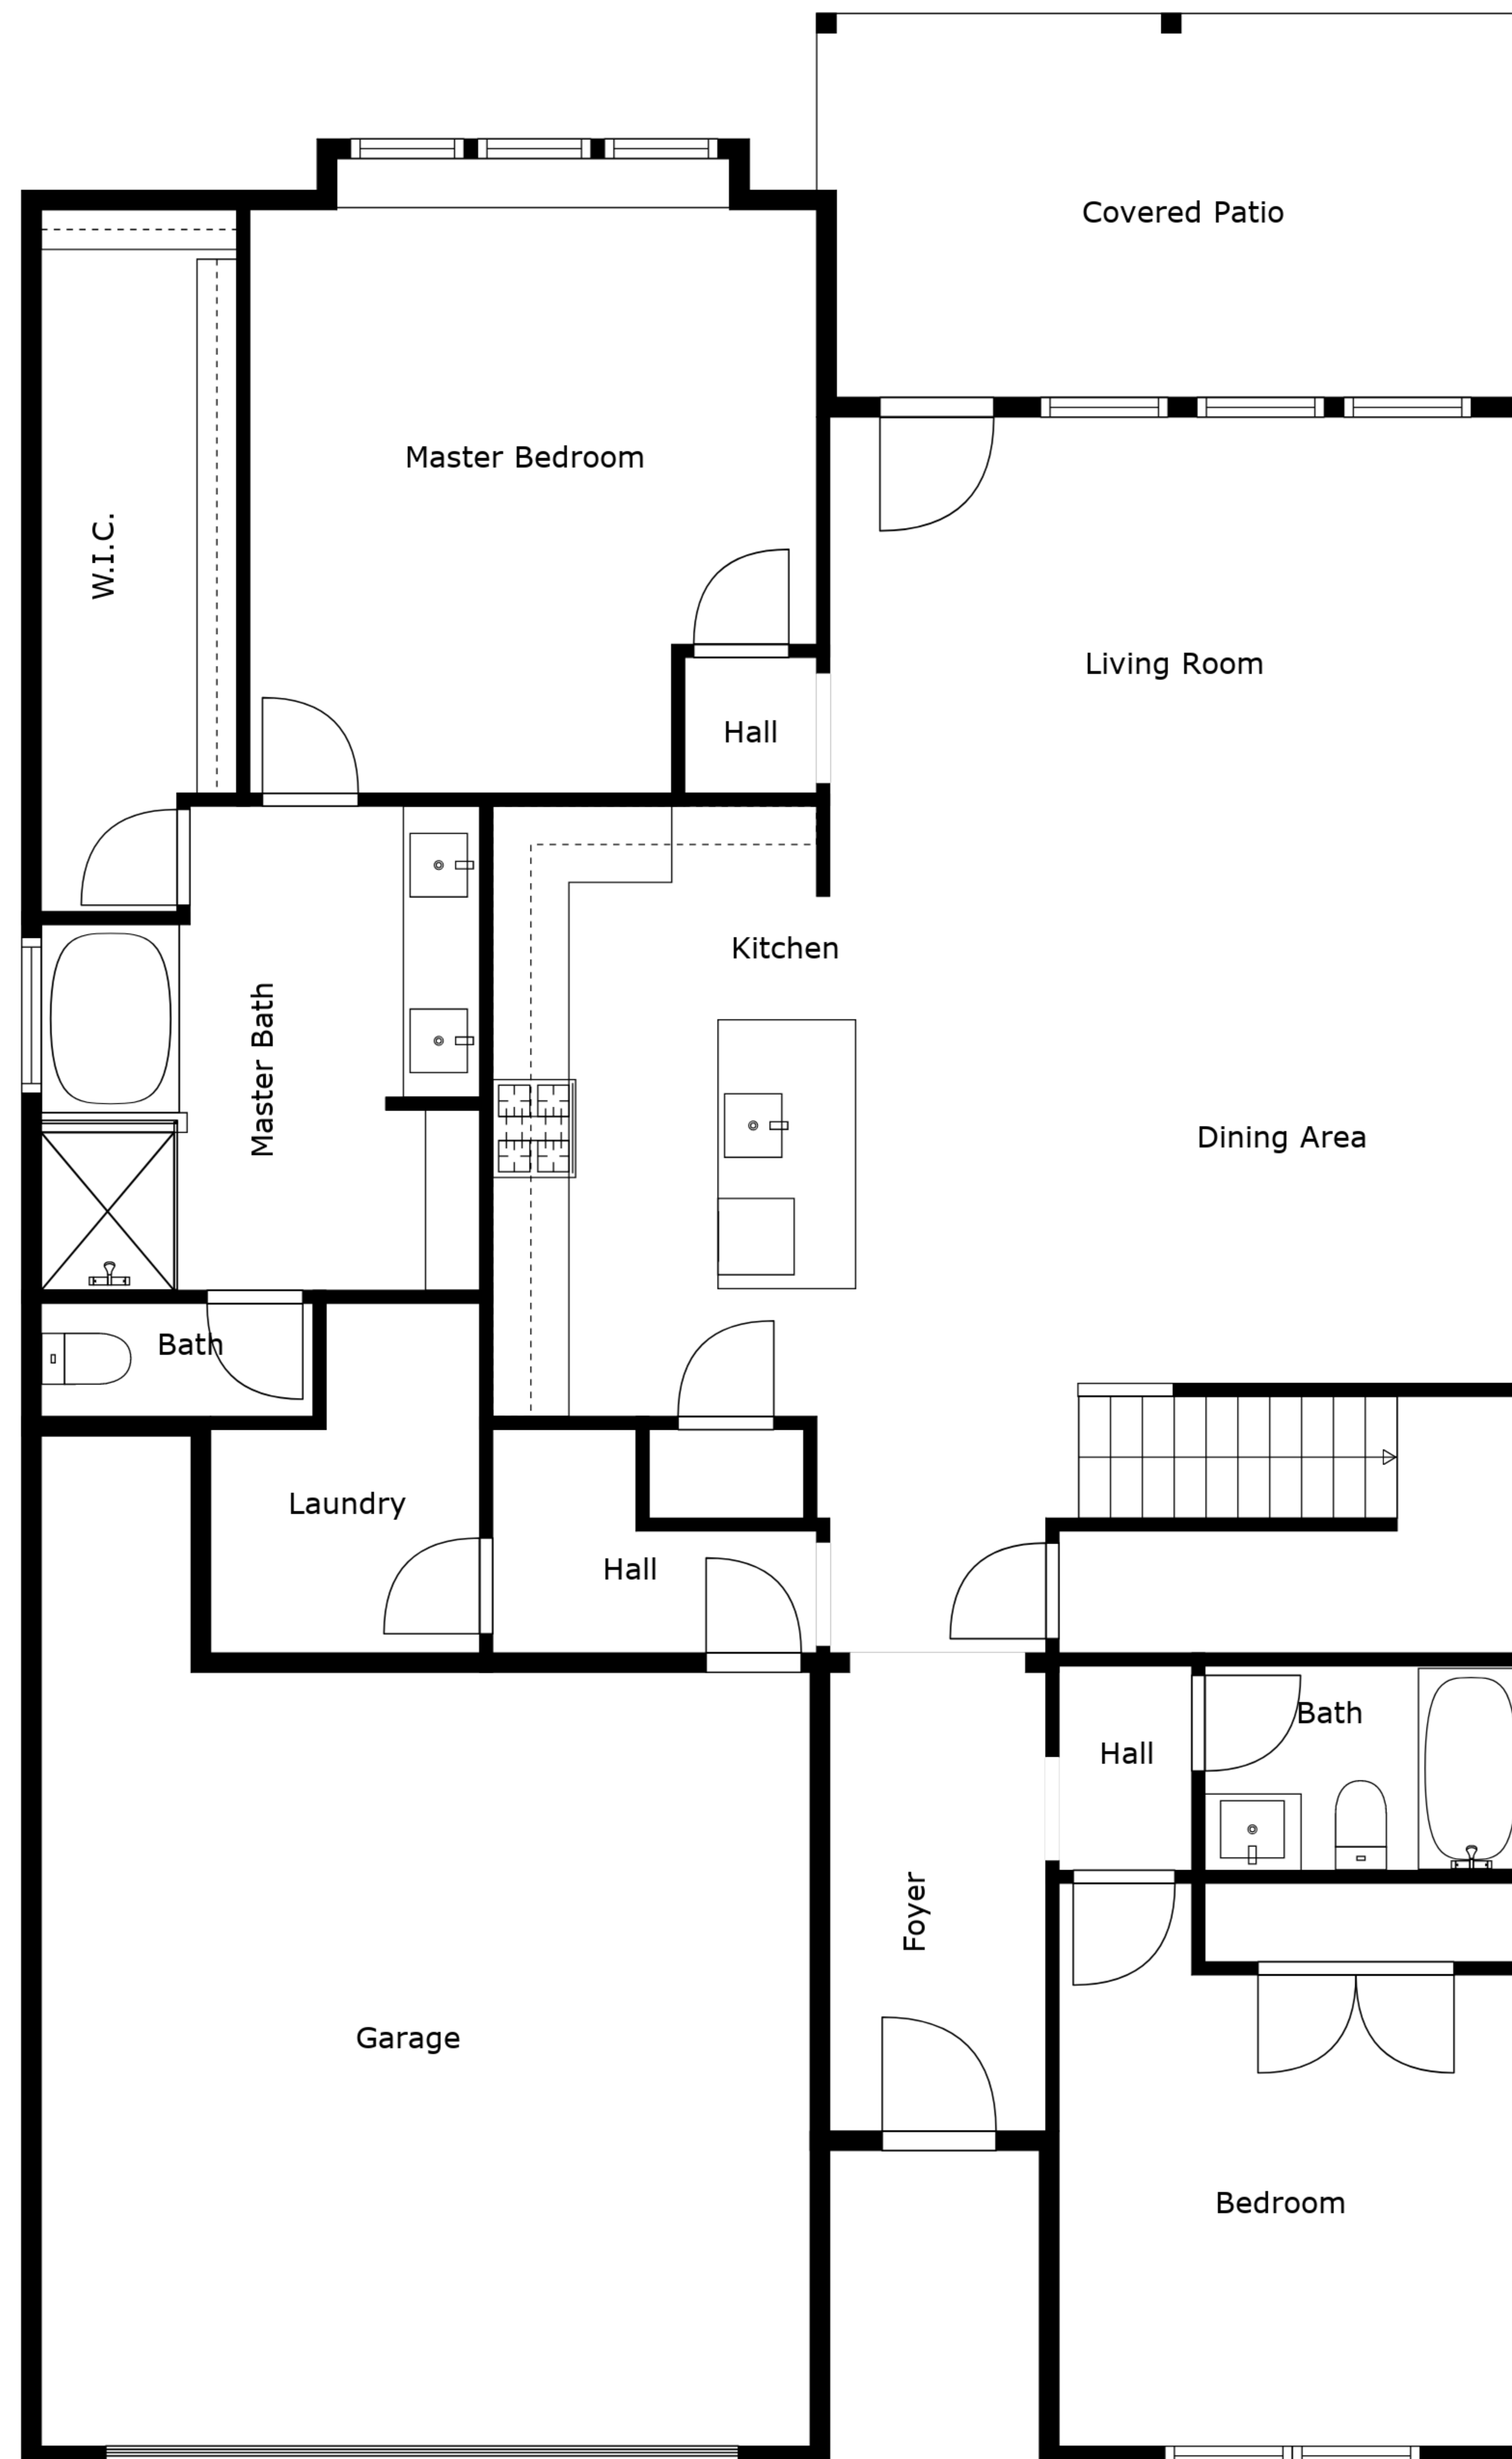 Covered Patio
Master Bedroom
W.I.C.
Living Room
Hall
Kitchen
Master Bath
Dining Area
Bath
Laundry
Hall
Bath
Hall
Foyer
Garage
Bedroom